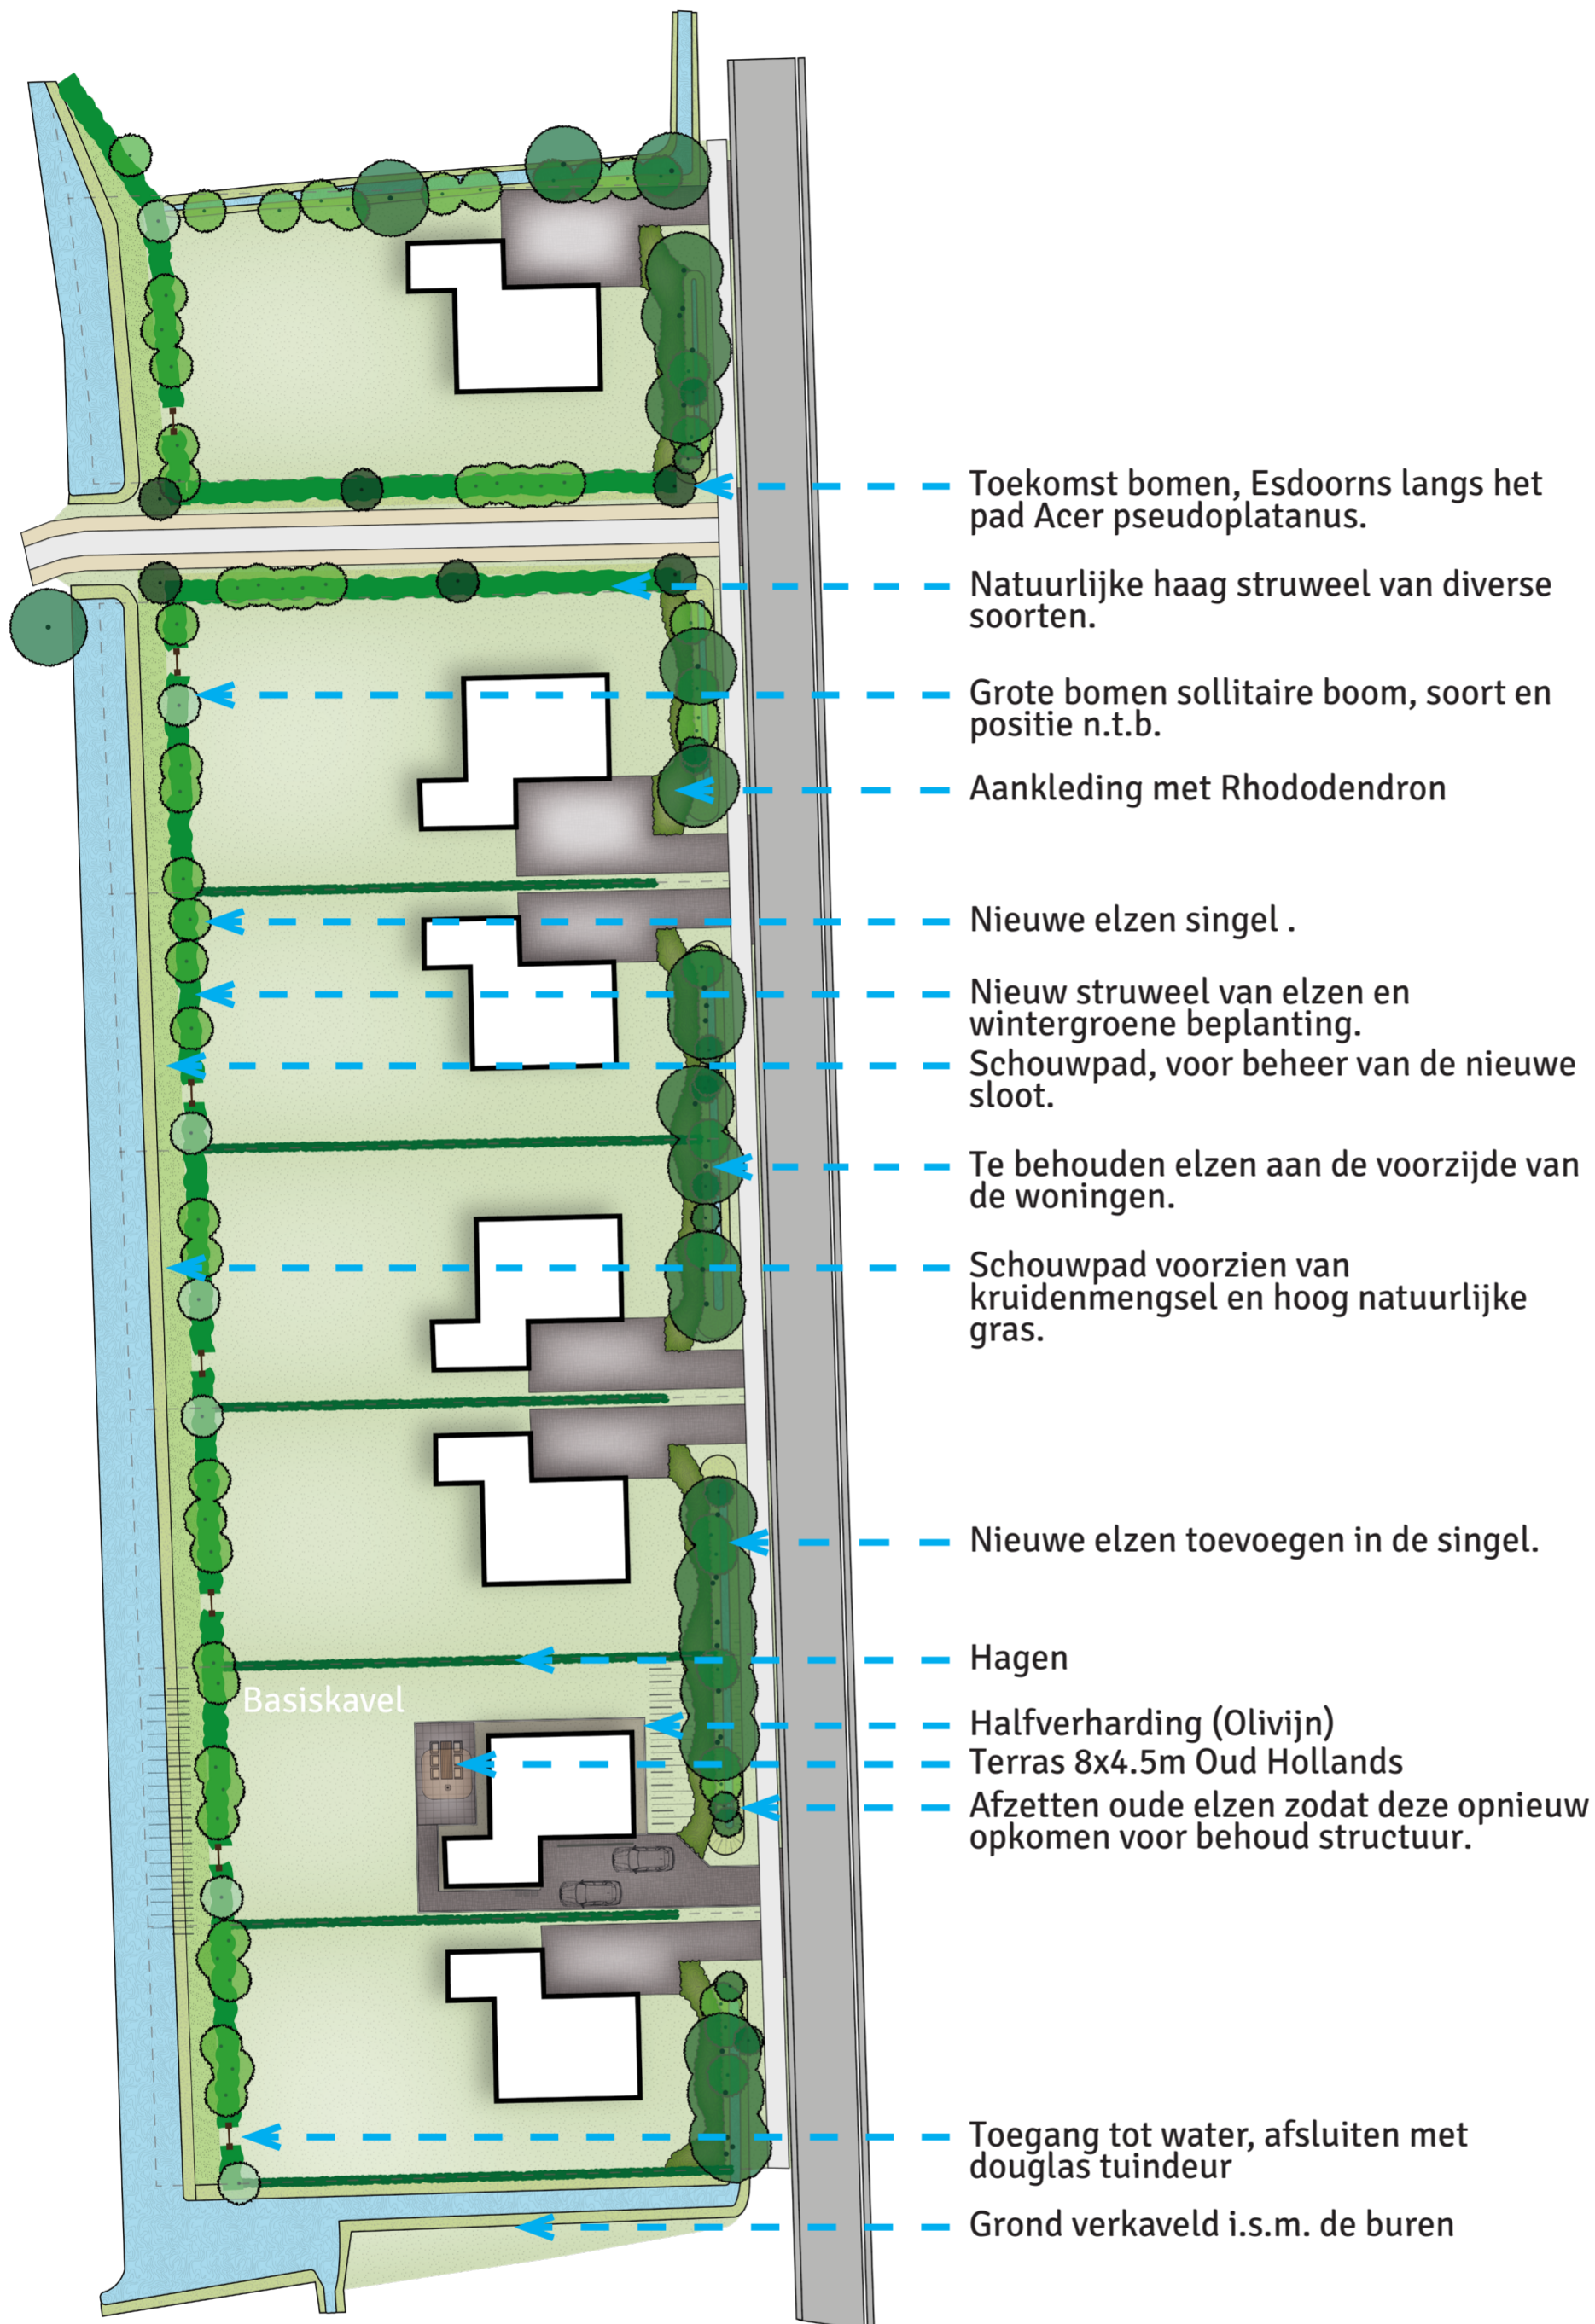 Toekomst bomen, Esdoorns langs het
pad Acer pseudoplatanus.
Natuurlijke haag struweel van diverse
soorten.
Grote bomen sollitaire boom, soort en
positie n.t.b.
Aankleding met Rhododendron
Nieuwe elzen singel .
Nieuw struweel van elzen en
wintergroene beplanting.
Schouwpad, voor beheer van de nieuwe
sloot.
Te behouden elzen aan de voorzijde van
de woningen.
Schouwpad voorzien van
kruidenmengsel en hoog natuurlijke
gras.
Nieuwe elzen toevoegen in de singel.
Hagen
Basiskavel
Halfverharding (Olivijn)
Terras 8x4.5m Oud Hollands
Afzetten oude elzen zodat deze opnieuw
opkomen voor behoud structuur.
Toegang tot water, afsluiten met
douglas tuindeur
Grond verkaveld i.s.m. de buren